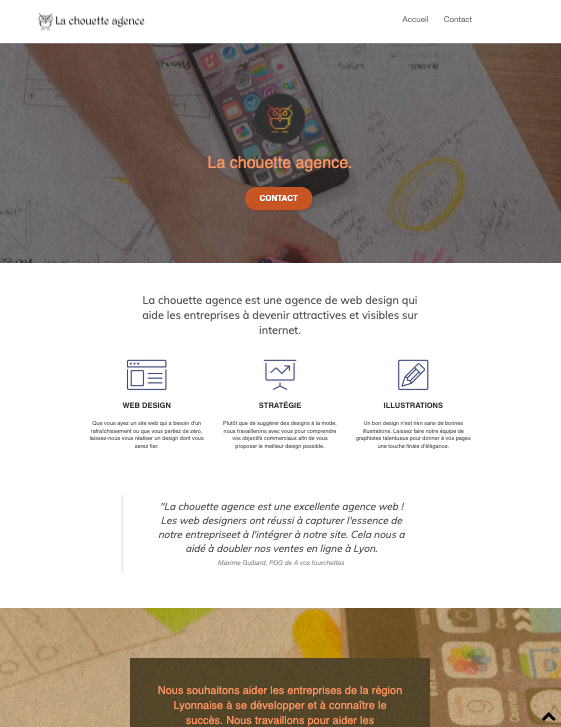 La chouette agence
Accueil
Contact
La chouette agence.
CONTACT
La chouette agence est une agence de web design qui
aide les entreprises à devenir attractives et visibles sur
internet.
WEB DESIGN
Que vous ayez un site web qui a besoin d'un
rafraîchissement ou que vous partiez de zéro,
laissez-nous vous réaliser un design dont vous
serez fier.
STRATÉGIE
Plutôt que de suggérer des designs à la mode,
nous travaillerons avec vous pour comprendre
vos objectifs commerciaux afin de vous
proposer le meilleur design possible.
ILLUSTRATIONS
Un bon design n'est rien sans de bonnes
illustrations. Laissez faire notre équipe de
graphistes talentueux pour donner à vos pages
une touche finale d'élégance.
"La chouette agence est une excellente agence web !
Les web designers ont réussi à capturer l'essence de
notre entrepriseet à l'intégrer à notre site. Cela nous a
aidé à doubler nos ventes en ligne à Lyon.
Maxime Guibard, PDG de A vos fourchettes
Nous souhaitons aider les entreprises de la région
Lyonnaise à se développer et à connaître le
succès. Nous travaillons pour aider les